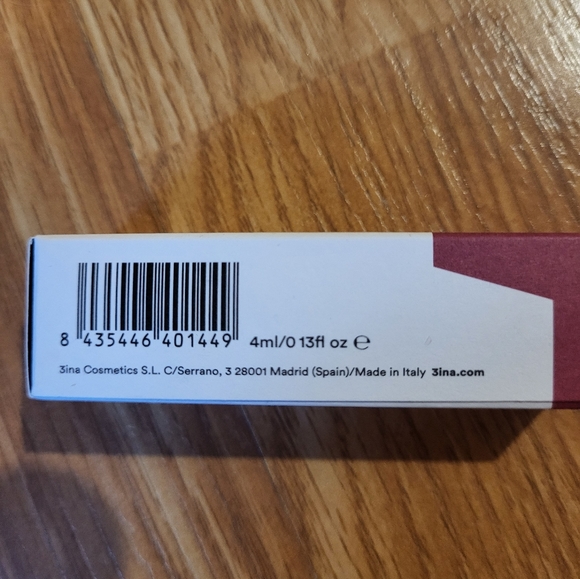 8 435446 401449 4ml/0 13fl oz ℮
3ina Cosmetics S.L. C/Serrano, 3 28001 Madrid (Spain)/Made in Italy 3ina.com